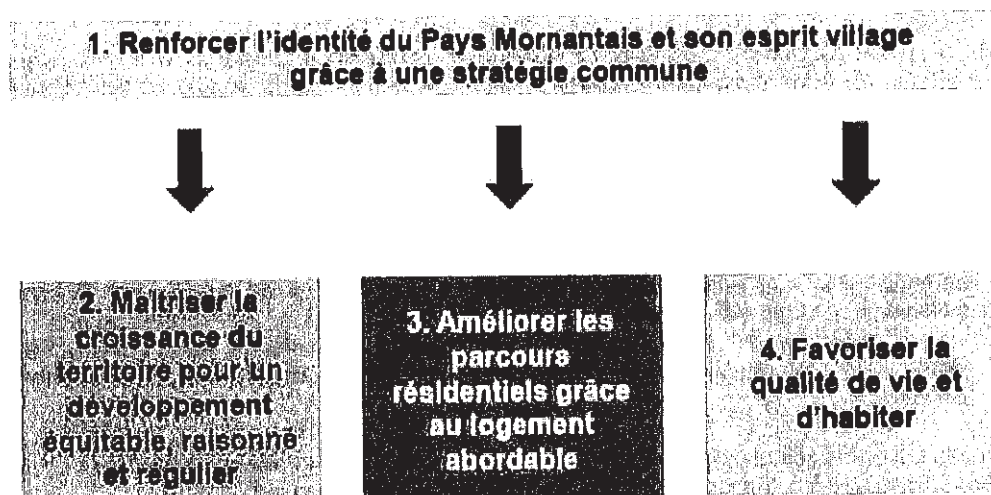 1. Renforcer l'identité du Pays Mornantais et son esprit village
grâce à une stratégie commune
2. Maîtriser la
croissance du
territoire pour un
développement
équitable, raisonné
et régulier
3. Améliorer les
parcours
résidentiels grâce
au logement
abordable
4. Favoriser la
qualité de vie et
d'habiter